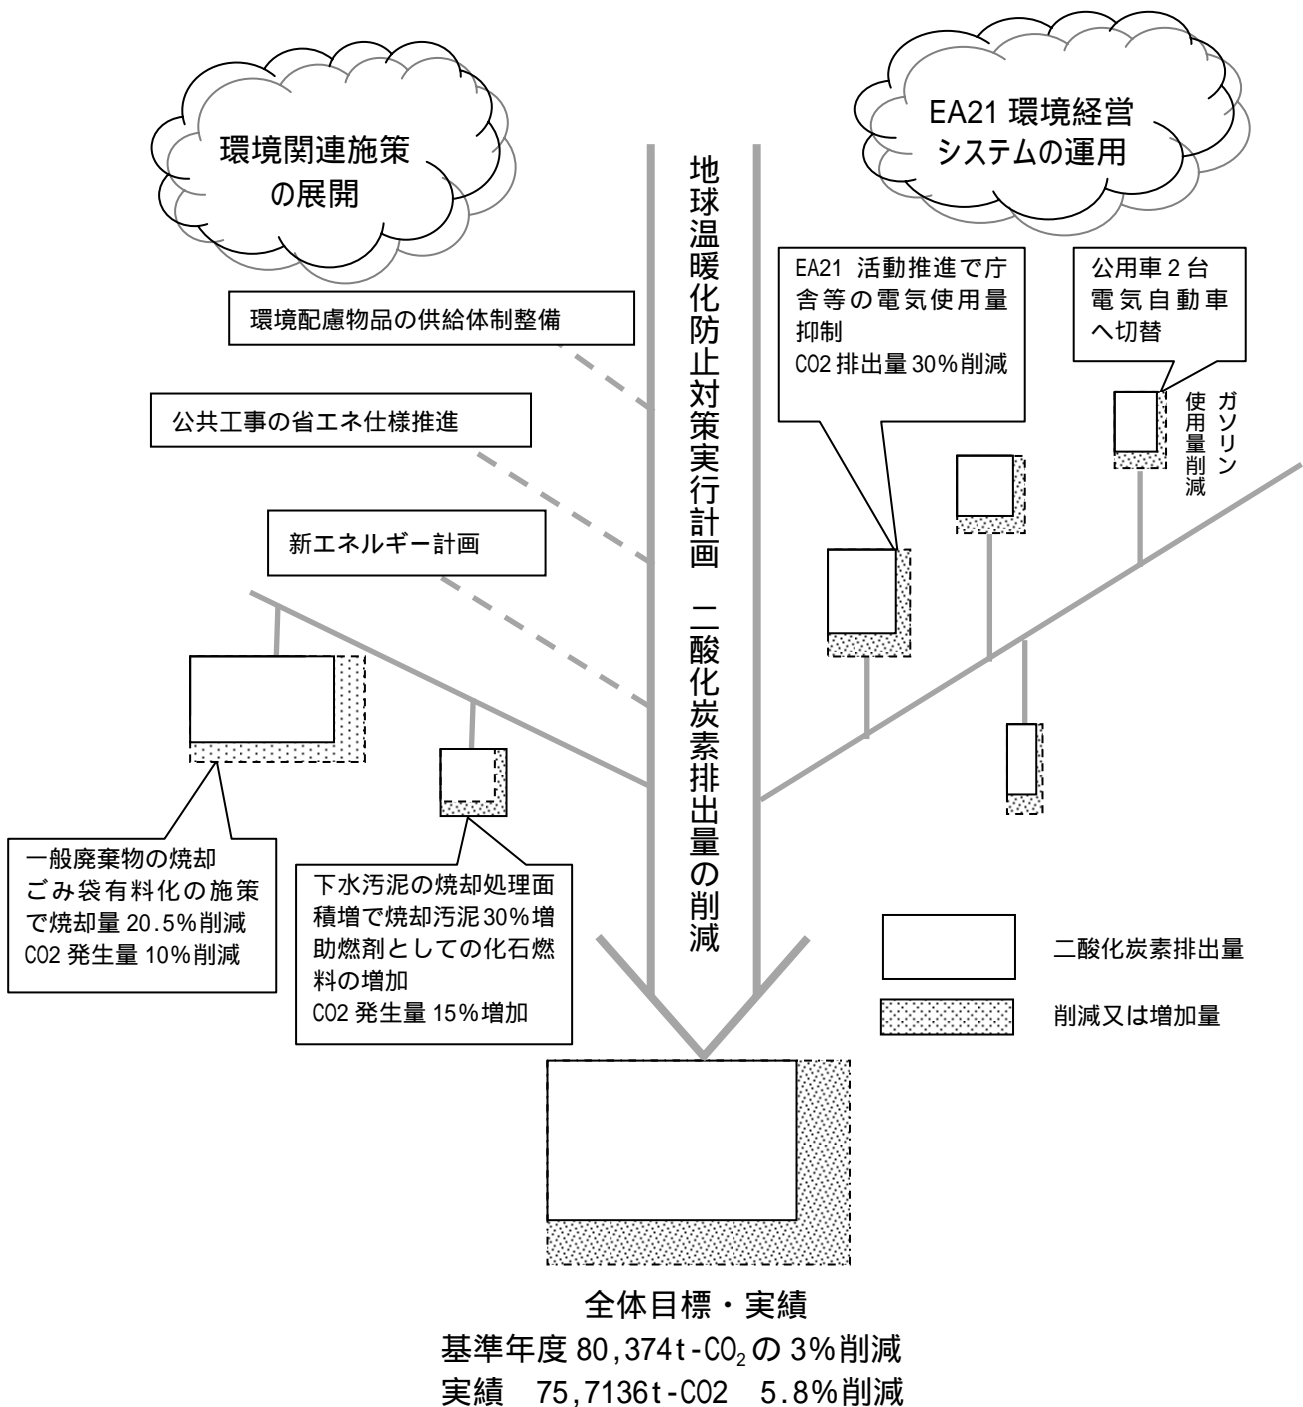 環境関連施策
の展開
EA21 環境経営
システムの運用
地球温暖化防止対策実行計画　二酸化炭素排出量の削減
環境配慮物品の供給体制整備
公共工事の省エネ仕様推進
新エネルギー計画
EA21 活動推進で庁
舎等の電気使用量
抑制
CO2 排出量 30%削減
公用車 2 台
電気自動車
へ切替
ガソリン
使用量削減
一般廃棄物の焼却
ごみ袋有料化の施策
で焼却量 20.5%削減
CO2 発生量 10%削減
下水汚泥の焼却処理面
積増で焼却汚泥 30%増
助燃剤としての化石燃
料の増加
CO2 発生量 15%増加
二酸化炭素排出量
削減又は増加量
全体目標・実績
基準年度 80,374t-CO₂の 3%削減
実績　75,7136t-CO2　5.8%削減